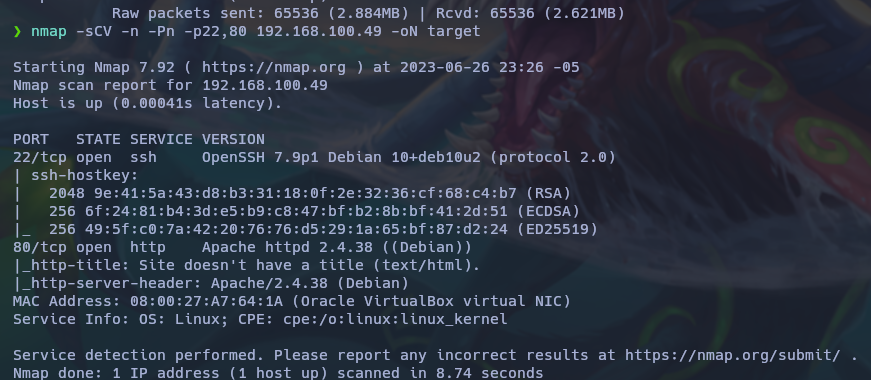 Raw packets sent: 65536 (2.884MB) | Rcvd: 65536 (2.621MB)
❯ nmap -sCV -n -Pn -p22,80 192.168.100.49 -oN target
Starting Nmap 7.92 ( https://nmap.org ) at 2023-06-26 23:26 -05
Nmap scan report for 192.168.100.49
Host is up (0.00041s latency).
PORT   STATE SERVICE VERSION
22/tcp open  ssh     OpenSSH 7.9p1 Debian 10+deb10u2 (protocol 2.0)
| ssh-hostkey:
|   2048 9e:41:5a:43:d8:b3:31:18:0f:2e:32:36:cf:68:c4:b7 (RSA)
|   256 6f:24:81:b4:3d:e5:b9:c8:47:bf:b2:8b:bf:41:2d:51 (ECDSA)
|_  256 49:5f:c0:7a:42:20:76:76:d5:29:1a:65:bf:87:d2:24 (ED25519)
80/tcp open  http    Apache httpd 2.4.38 ((Debian))
|_http-title: Site doesn't have a title (text/html).
|_http-server-header: Apache/2.4.38 (Debian)
MAC Address: 08:00:27:A7:64:1A (Oracle VirtualBox virtual NIC)
Service Info: OS: Linux; CPE: cpe:/o:linux:linux_kernel
Service detection performed. Please report any incorrect results at https://nmap.org/submit/ .
Nmap done: 1 IP address (1 host up) scanned in 8.74 seconds